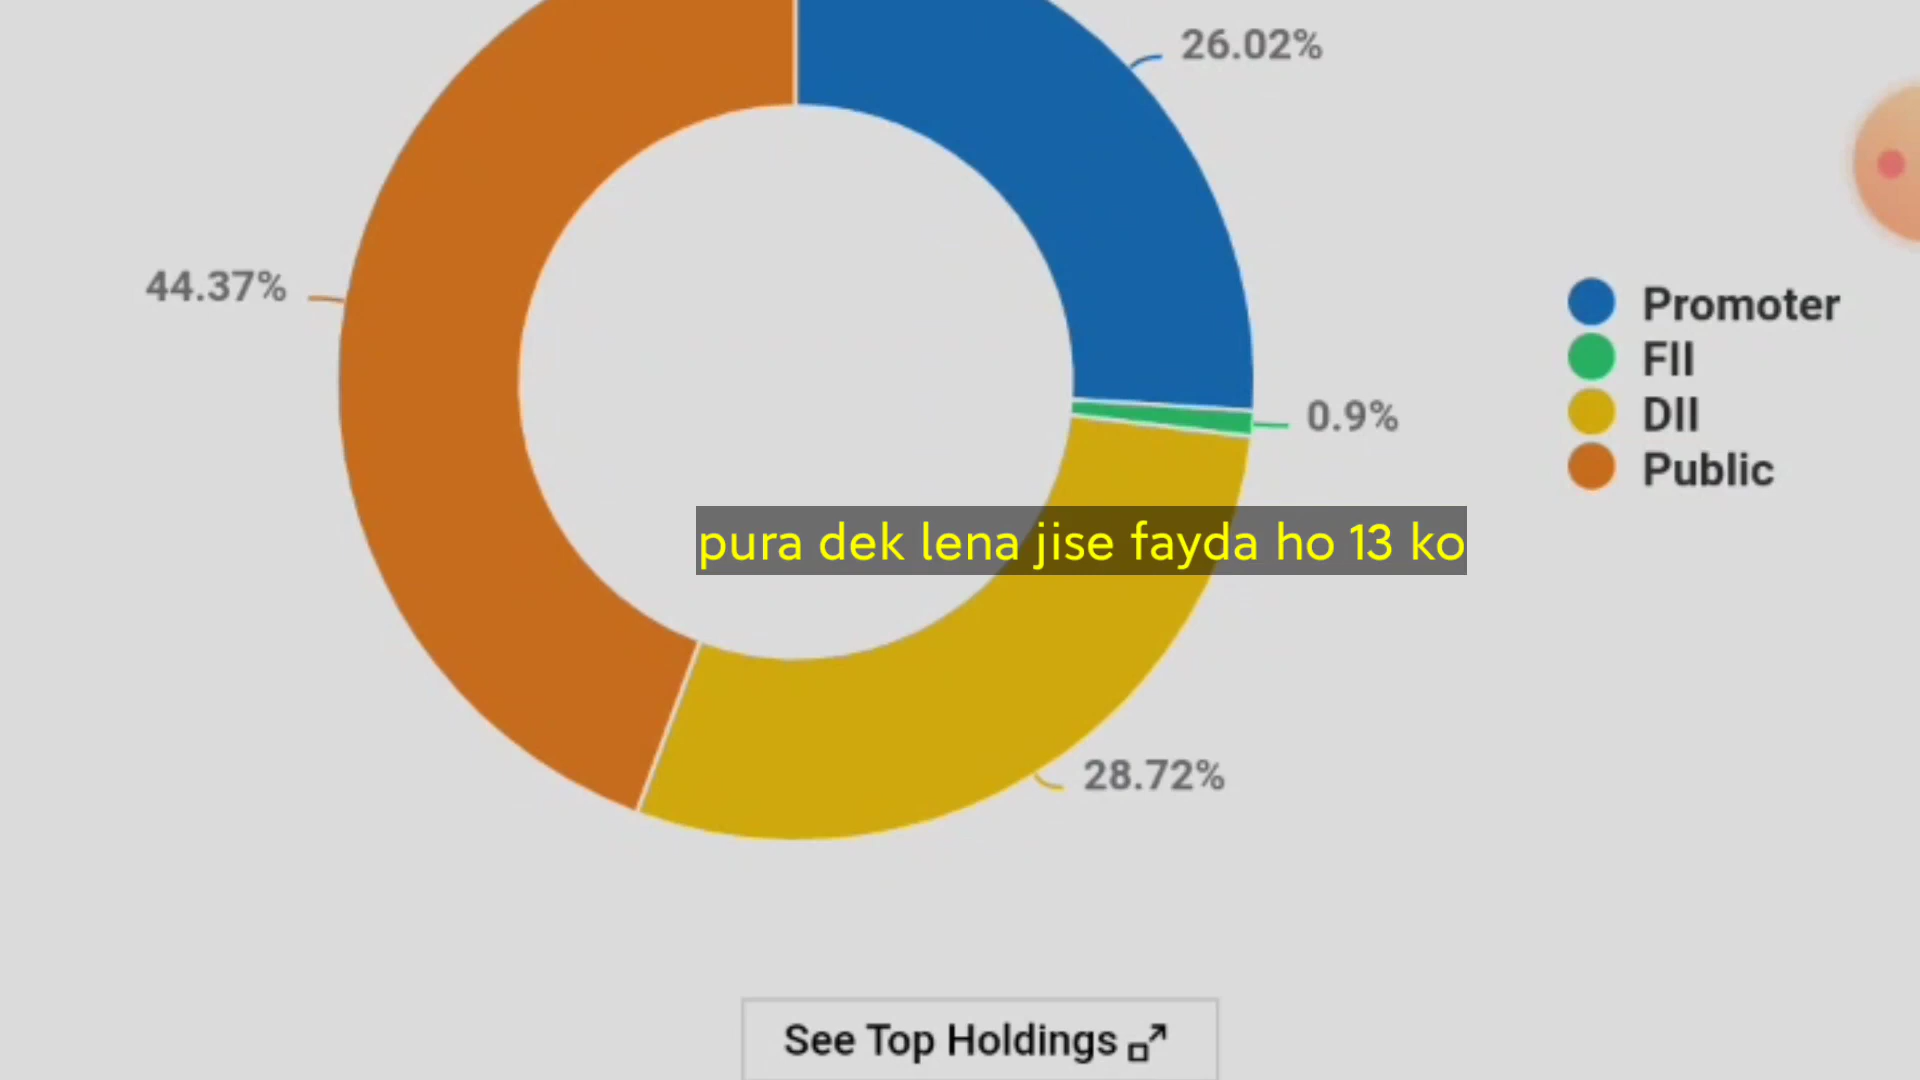 26.02%
44.37%
Promoter
FII
DII
Public
0.9%
pura dek lena jise fayda ho 13 ko
28.72%
See Top Holdings